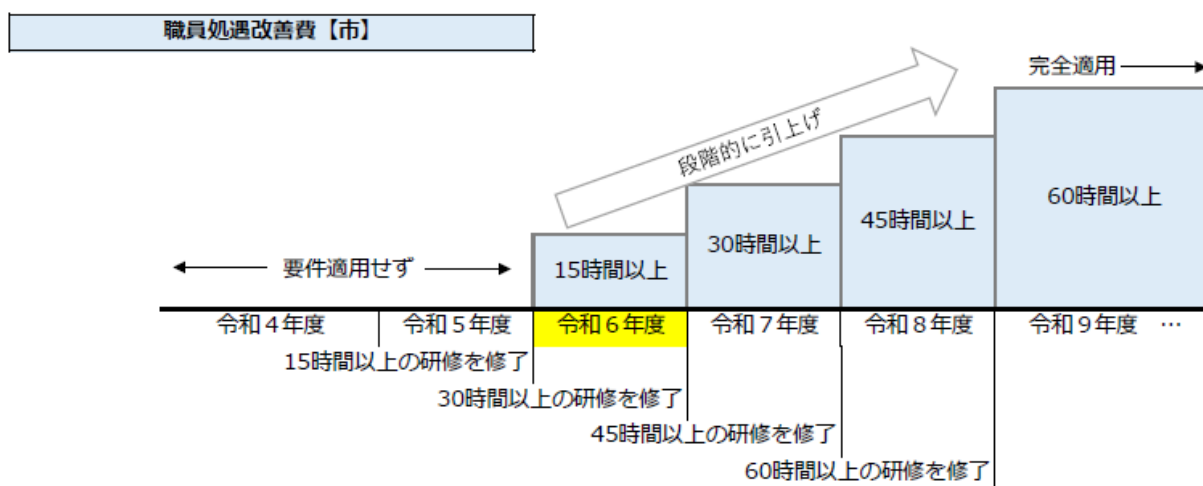 職員処遇改善費【市】
完全適用
段階的に引上げ
60時間以上
45時間以上
30時間以上
要件適用せず
15時間以上
令和４年度
令和５年度
令和６年度
令和７年度
令和８年度
令和９年度 …
15時間以上の研修を修了
30時間以上の研修を修了
45時間以上の研修を修了
60時間以上の研修を修了